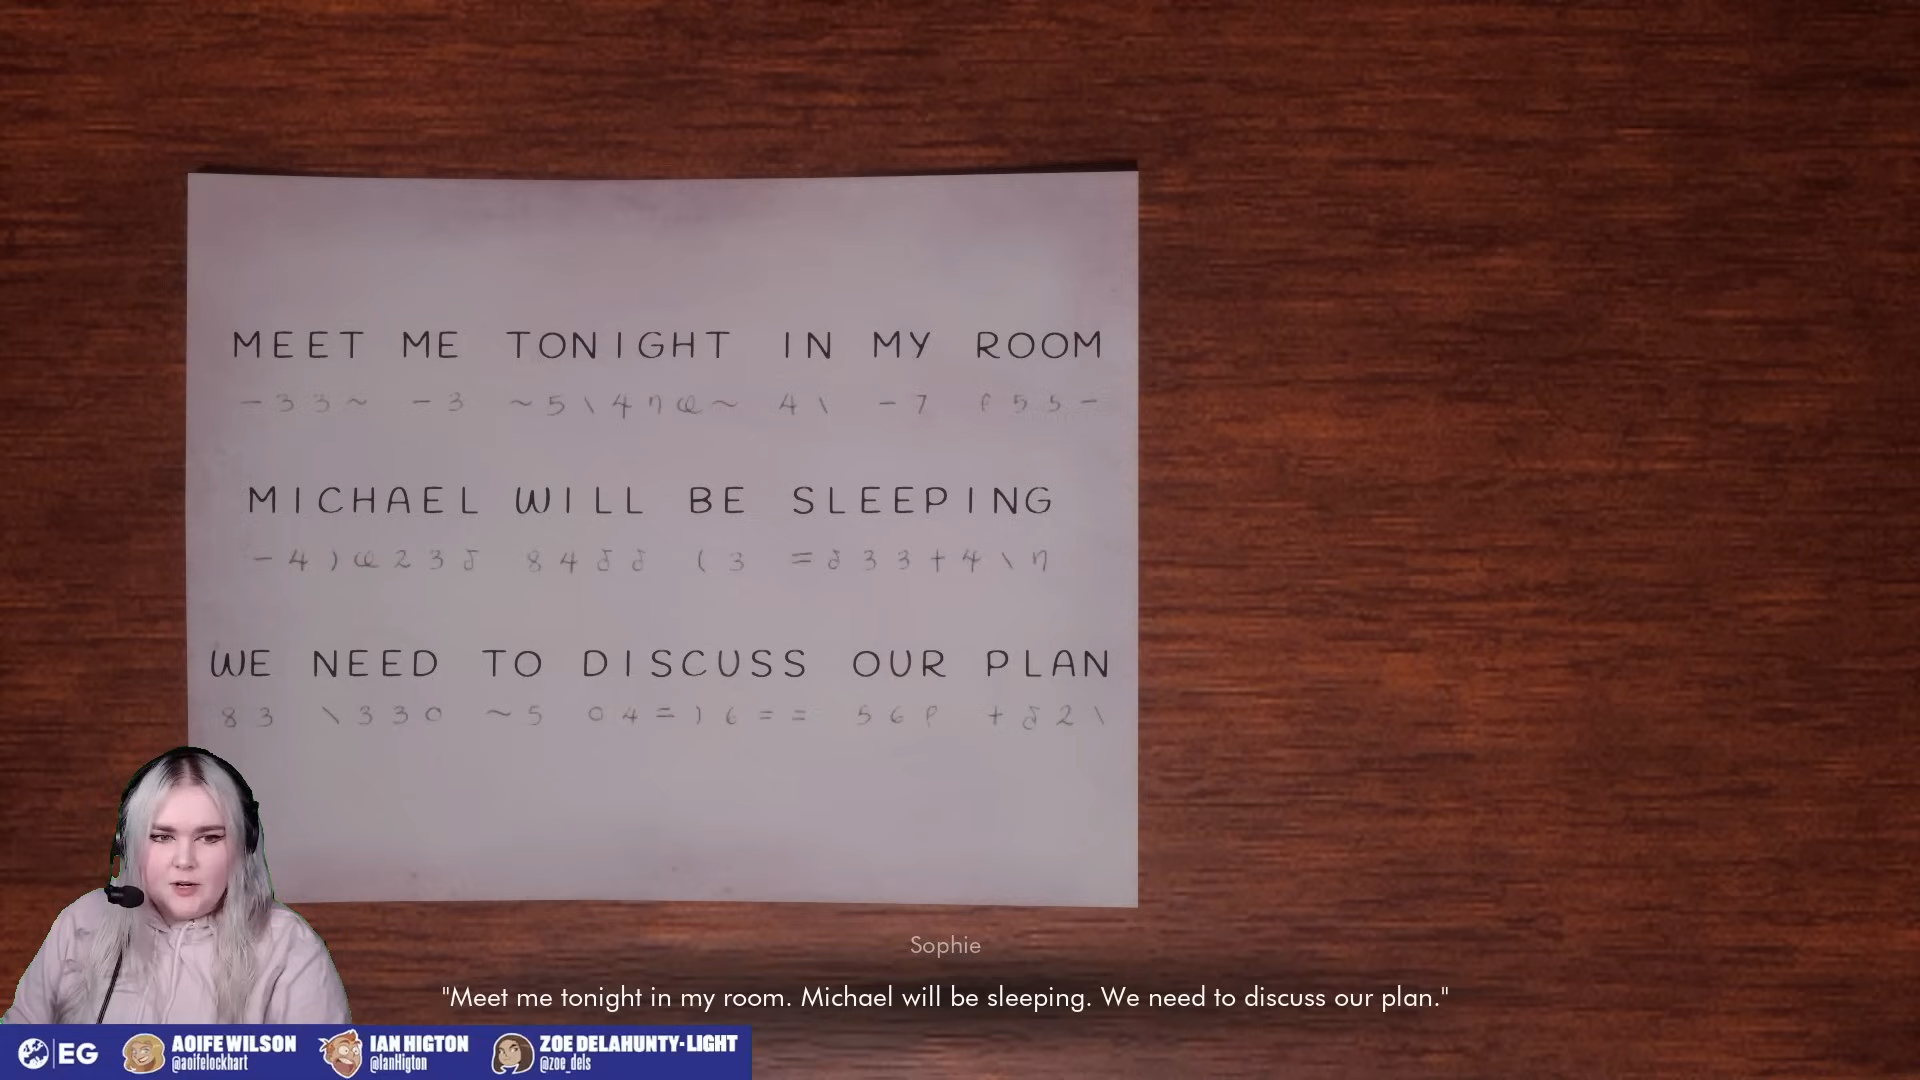 MEET ME TONIGHT IN MY ROOM
MICHAEL WILL BE SLEEPING
WE NEED TO DISCUSS OUR PLAN
Sophie
"Meet me tonight in my room. Michael will be sleeping. We need to discuss our plan."
EG AOIFE WILSON IAN HIGTON ZOE DELAHUNTY-LIGHT
@aoifelockhart @IanHigton @zoe_dels